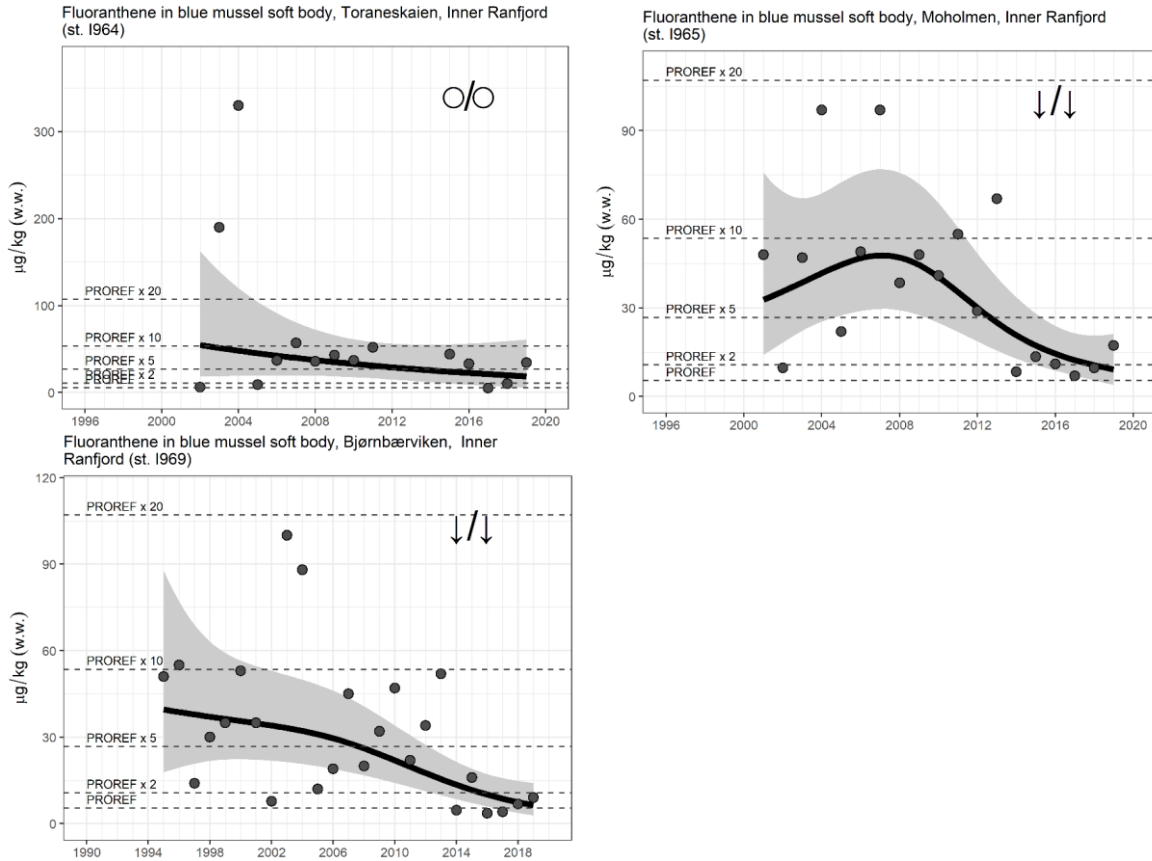 Fluoranthene in blue mussel soft body, Toraneskaien, Inner Ranfjord
(st. I964)
○/○
300
200
100
0
µg/kg (w.w.)
PROREF x 20
PROREF x 10
PROREF x 5
PROREF x 2
PROREF
1996 2000 2004 2008 2012 2016 2020
Fluoranthene in blue mussel soft body, Moholmen, Inner Ranfjord
(st. I965)
PROREF x 20
↓/↓
90
60
30
0
µg/kg (w.w.)
PROREF x 10
PROREF x 5
PROREF x 2
PROREF
1996 2000 2004 2008 2012 2016 2020
Fluoranthene in blue mussel soft body, Bjørnbærviken, Inner
Ranfjord (st. I969)
120
90
60
30
0
µg/kg (w.w.)
PROREF x 20
↓/↓
PROREF x 10
PROREF x 5
PROREF x 2
PROREF
1990 1994 1998 2002 2006 2010 2014 2018